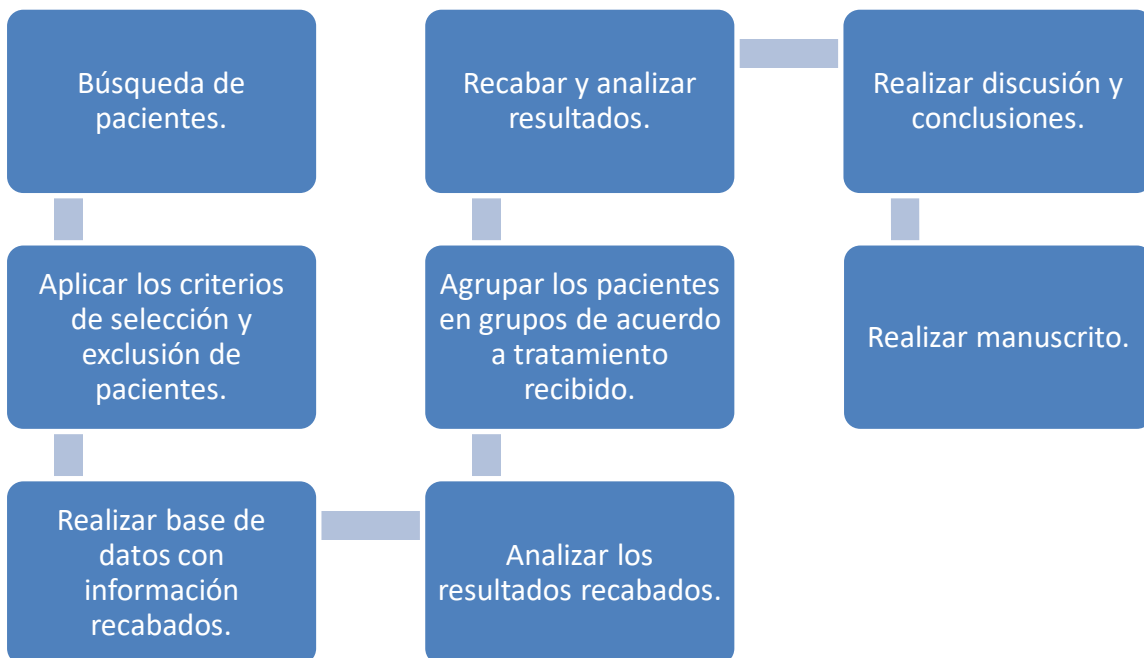 Búsqueda de
pacientes.
Aplicar los criterios
de selección y
exclusión de
pacientes.
Realizar base de
datos con
información
recabados.
Analizar los
resultados recabados.
Agrupar los pacientes
en grupos de acuerdo
a tratamiento
recibido.
Recabar y analizar
resultados.
Realizar discusión y
conclusiones.
Realizar manuscrito.